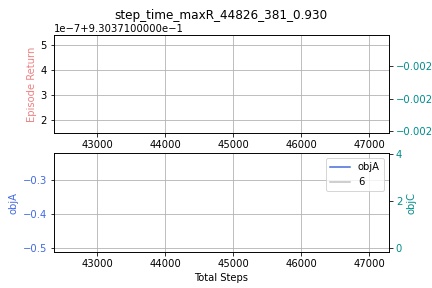 step_time_maxR_44826_381_0.930
1e-7+9.3037100000e-1
Episode Return
5
4
3
2
−0.002
−0.002
−0.002
43000 44000 45000 46000 47000
objA
−0.3
−0.4
−0.5
objA
6
4
2
0
objC
43000 44000 45000 46000 47000
Total Steps